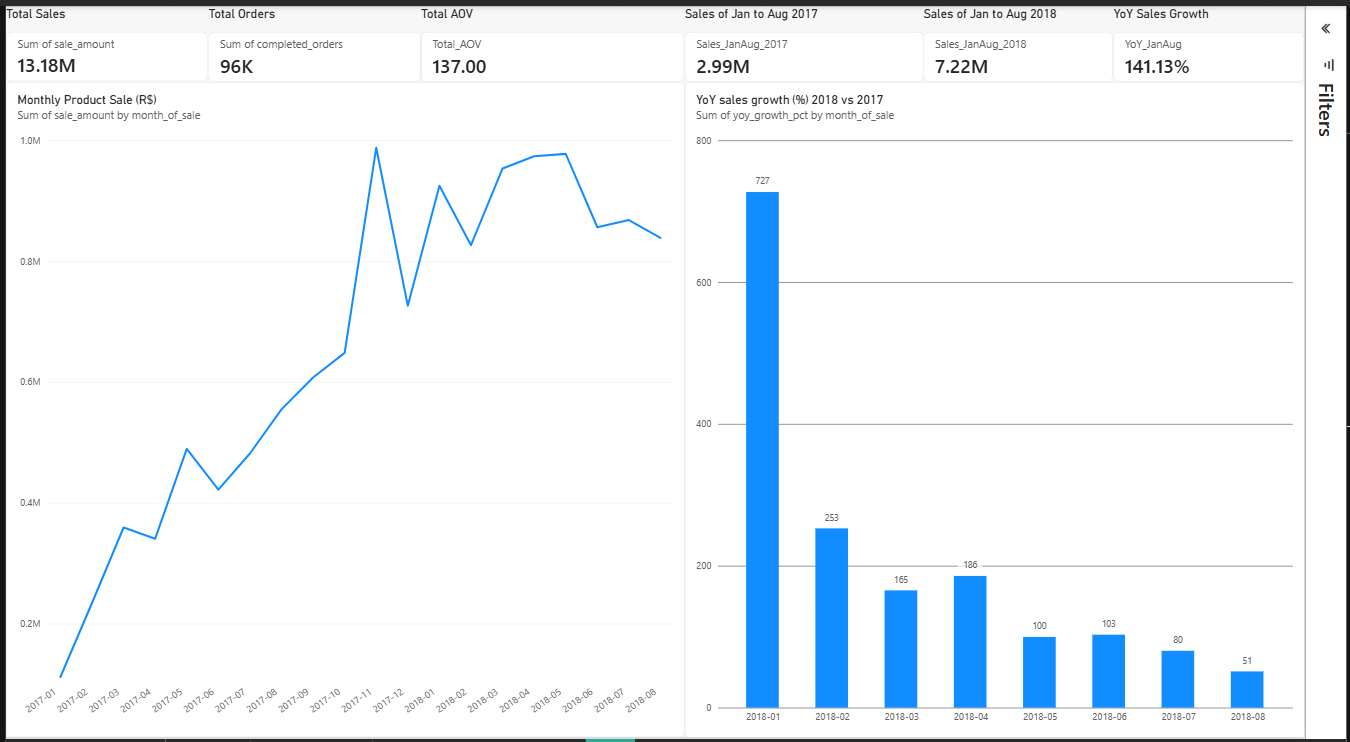 Total Sales
Total Orders
Total AOV
Sales of Jan to Aug 2017
Sales of Jan to Aug 2018
YoY Sales Growth
Sum of sale_amount
13.18M
Sum of completed_orders
96K
Total_AOV
137.00
Sales_JanAug_2017
2.99M
Sales_JanAug_2018
7.22M
YoY_JanAug
141.13%
Filters
Monthly Product Sale (R$)
Sum of sale_amount by month_of_sale
1.0M
0.8M
0.6M
0.4M
0.2M
2017-01
2017-02
2017-03
2017-04
2017-05
2017-06
2017-07
2017-08
2017-09
2017-10
2017-11
2017-12
2018-01
2018-02
2018-03
2018-04
2018-05
2018-06
2018-07
2018-08
YoY sales growth (%) 2018 vs 2017
Sum of yoy_growth_pct by month_of_sale
800
600
400
200
0
727
253
165
186
100
103
80
51
2018-01
2018-02
2018-03
2018-04
2018-05
2018-06
2018-07
2018-08